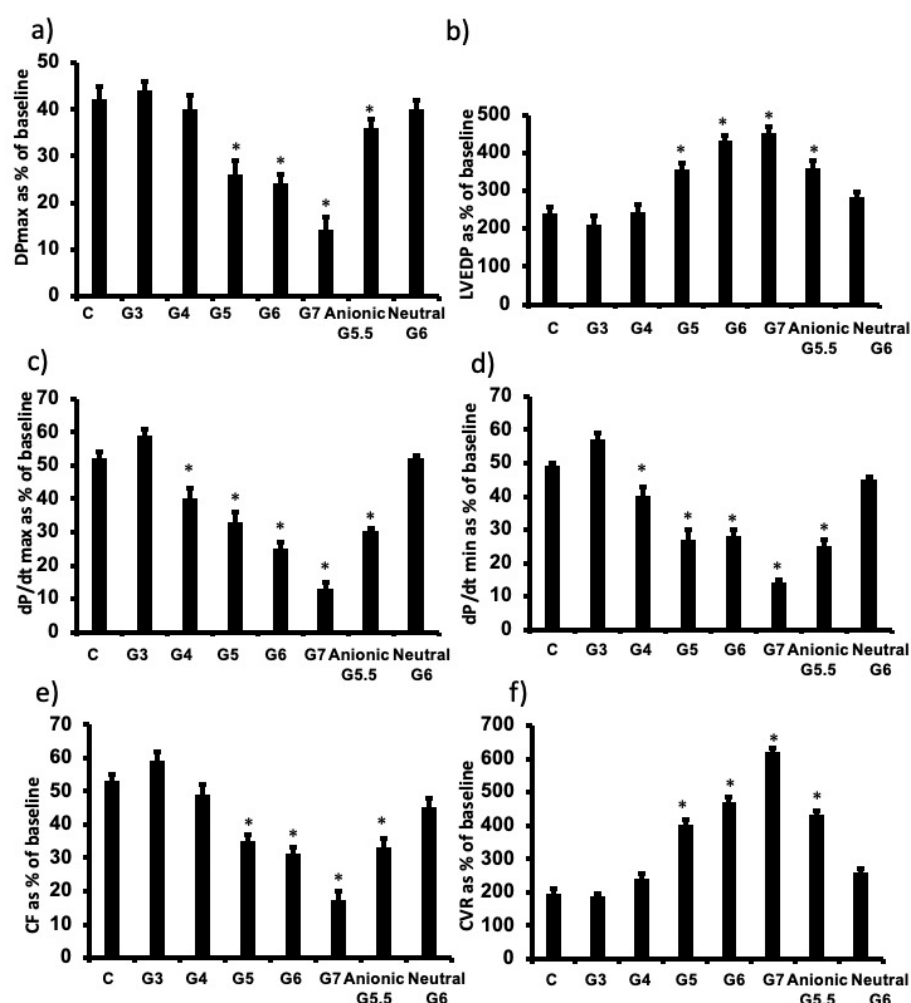 a)
DPmax as % of baseline
50
40
30
20
10
0
* * * *
C G3 G4 G5 G6 G7 Anionic Neutral
G5.5 G6
b)
LVEDP as % of baseline
500
400
300
200
100
0
* * * *
C G3 G4 G5 G6 G7 Anionic Neutral
G5.5 G6
c)
dP/dt max as % of baseline
70
60
50
40
30
20
10
0
* * * * *
C G3 G4 G5 G6 G7 Anionic Neutral
G5.5 G6
d)
dP/dt min as % of baseline
70
60
50
40
30
20
10
0
* * * * *
C G3 G4 G5 G6 G7 Anionic Neutral
G5.5 G6
e)
CF as % of baseline
70
60
50
40
30
20
10
0
* * * *
C G3 G4 G5 G6 G7 Anionic Neutral
G5.5 G6
f)
CVR as % of baseline
700
600
500
400
300
200
100
0
* * * *
C G3 G4 G5 G6 G7 Anionic Neutral
G5.5 G6